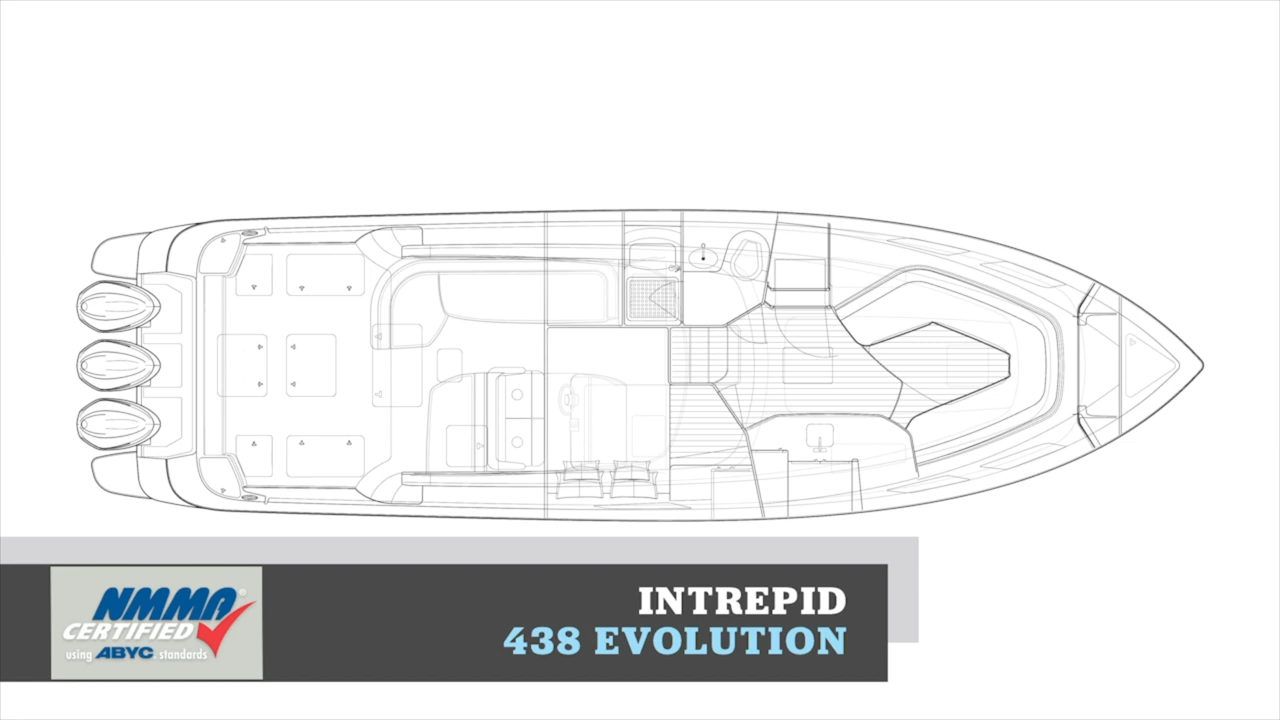 NMMA®
CERTIFIED
using ABYC standards
INTREPID
438 EVOLUTION